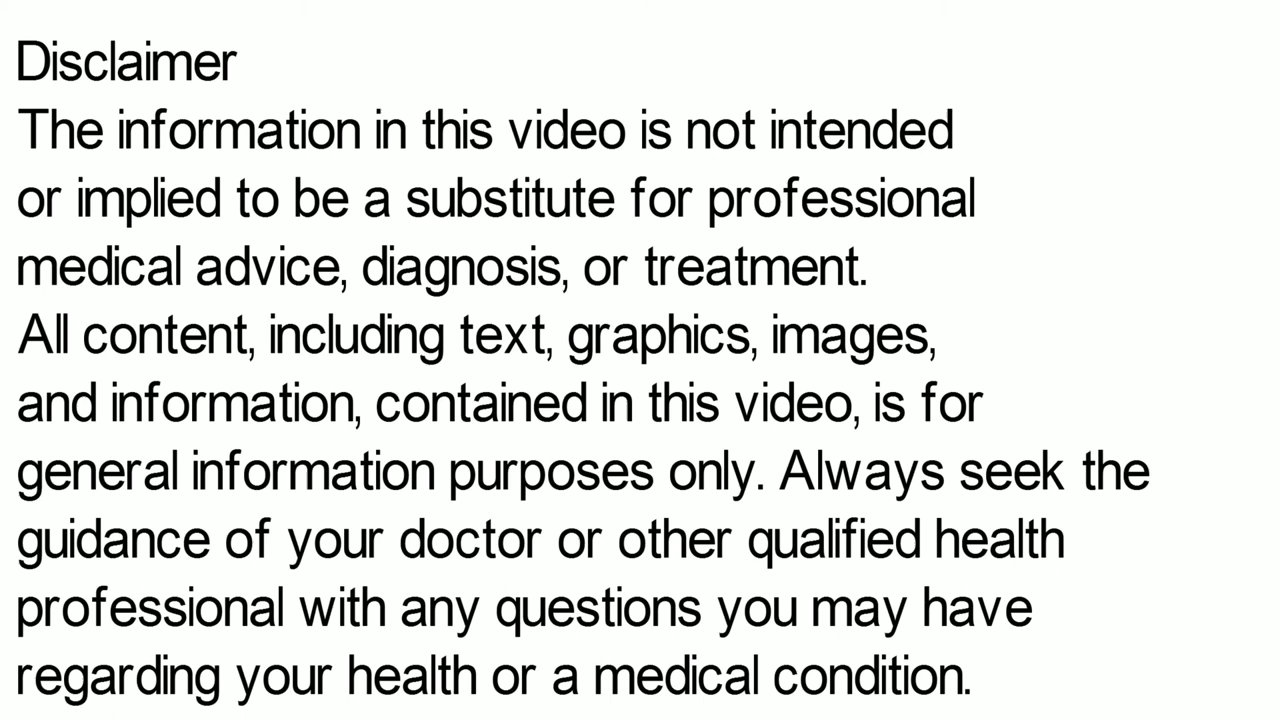 Disclaimer
The information in this video is not intended
or implied to be a substitute for professional
medical advice, diagnosis, or treatment.
All content, including text, graphics, images,
and information, contained in this video, is for
general information purposes only. Always seek the
guidance of your doctor or other qualified health
professional with any questions you may have
regarding your health or a medical condition.